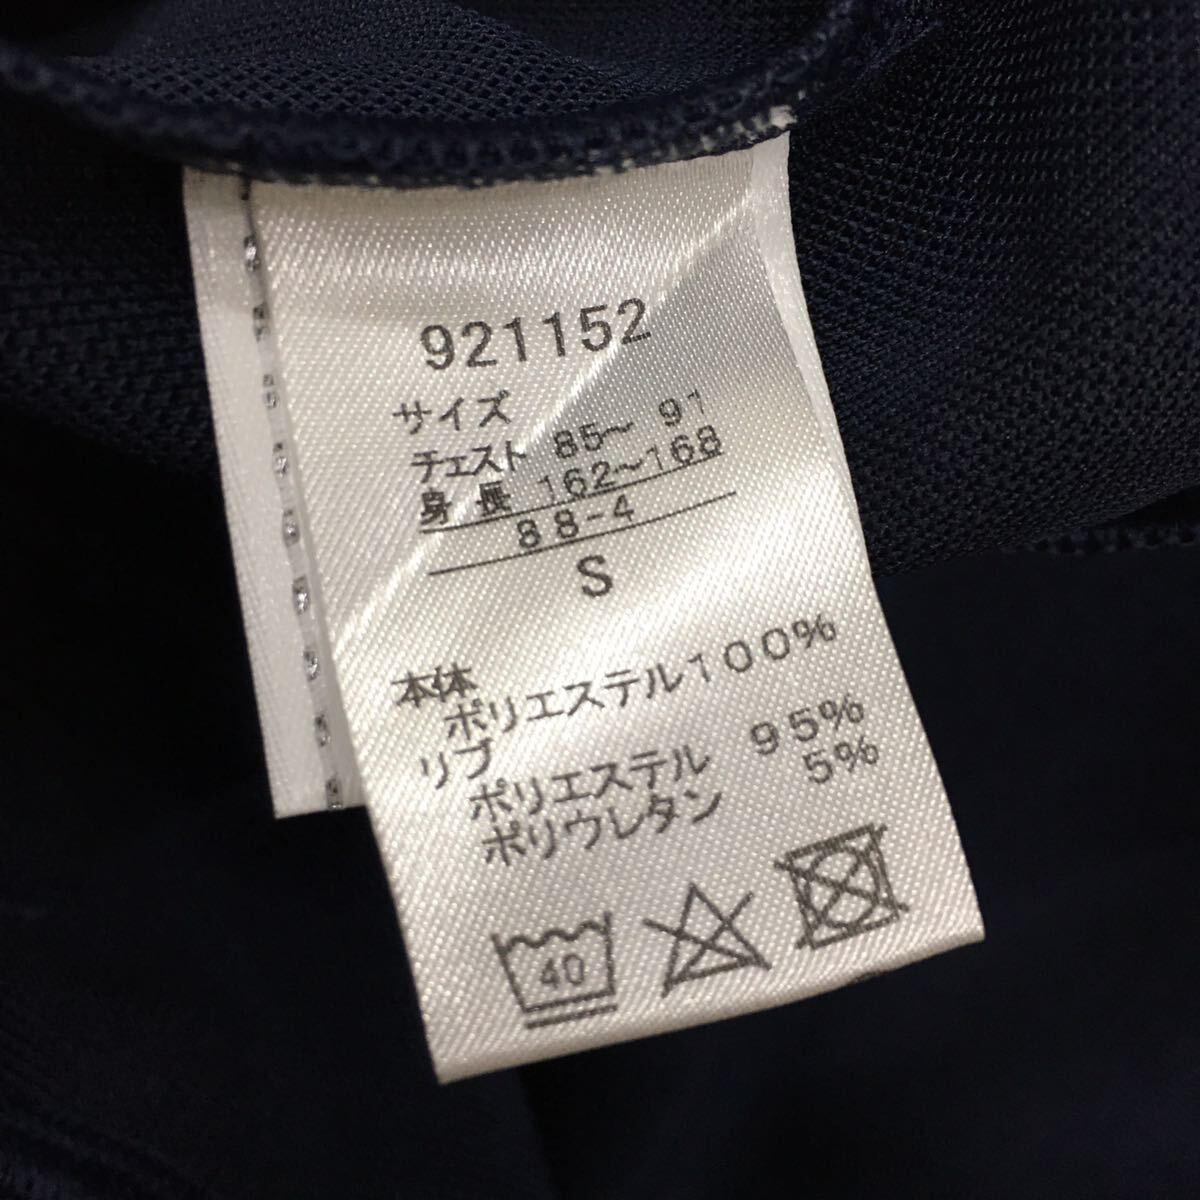 921152
サイズ
チェスト 85～91
身長 162～168
88-4
S
本体
ポリエステル100%
リブ
ポリエステル 95%
ポリウレタン 5%
40